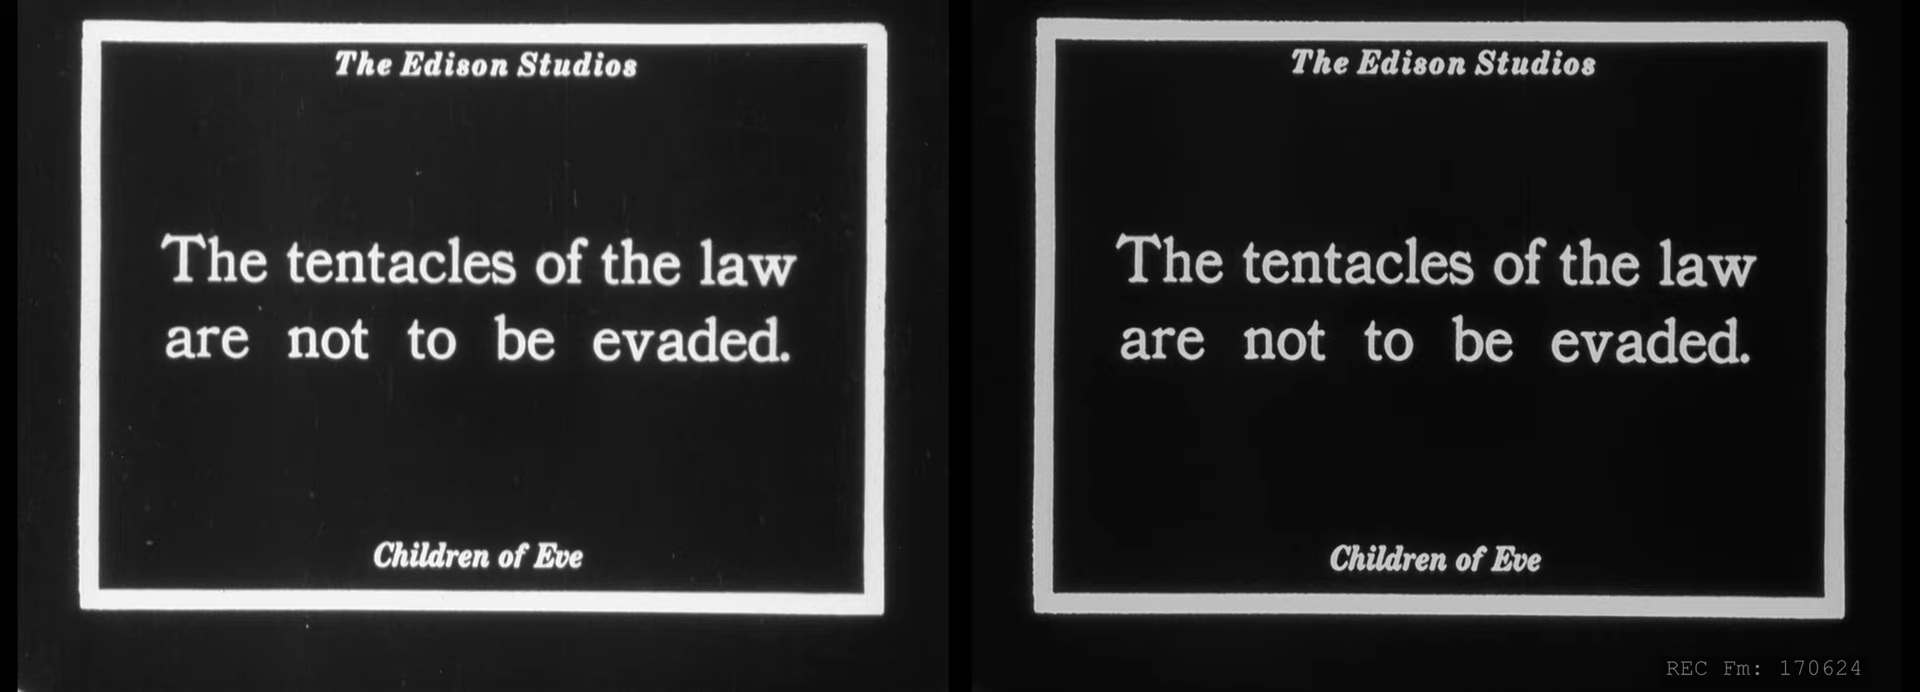 The Edison Studios
The tentacles of the law
are not to be evaded.
Children of Eve
The Edison Studios
The tentacles of the law
are not to be evaded.
Children of Eve
REC Fm: 170624